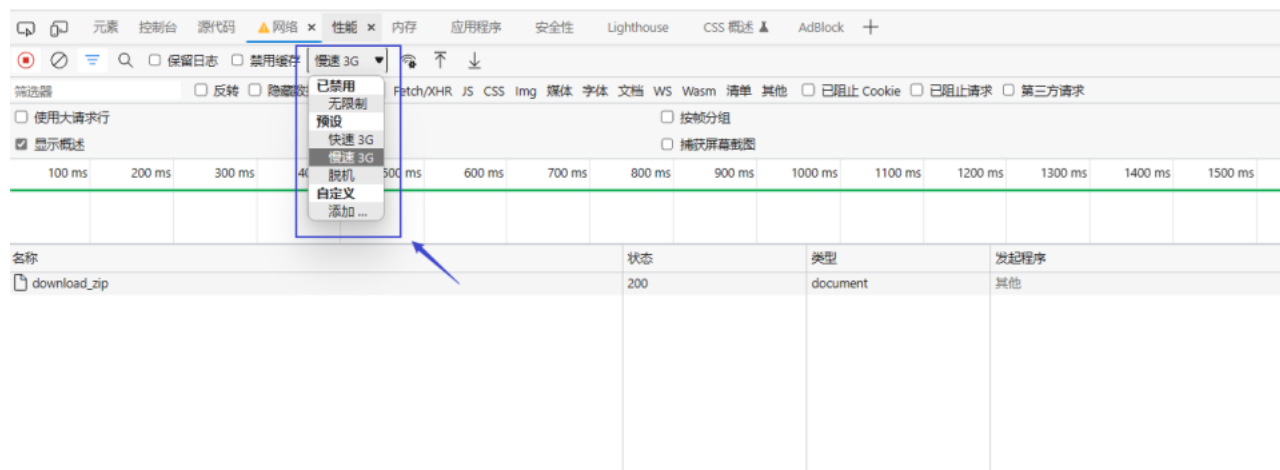 元素 控制台 源代码 网络 × 性能 × 内存 应用程序 安全性 Lighthouse CSS 概述 AdBlock
保留日志 禁用缓存 慢速 3G
筛选器 反转 隐藏数 Fetch/XHR JS CSS Img 媒体 字体 文档 WS Wasm 清单 其他 已阻止 Cookie 已阻止请求 第三方请求
已禁用
无限制
预设
快速 3G
慢速 3G
脱机
自定义
添加 ...
使用大请求行 按帧分组
显示概述 捕获屏幕截图
100 ms 200 ms 300 ms 40 500 ms 600 ms 700 ms 800 ms 900 ms 1000 ms 1100 ms 1200 ms 1300 ms 1400 ms 1500 ms
名称 状态 类型 发起程序
download_zip 200 document 其他